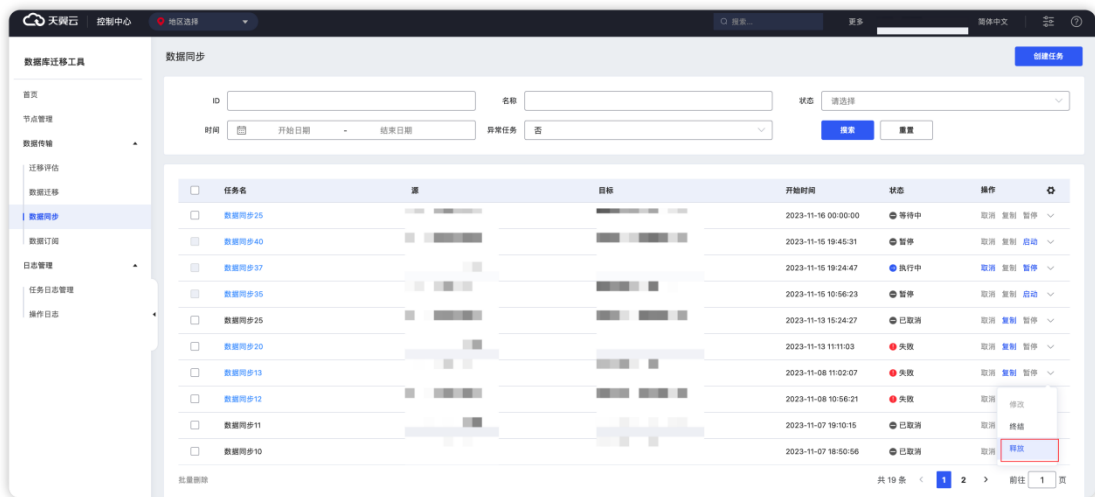 天翼云 控制中心 地区选择 搜索... 更多 简体中文
数据库迁移工具
首页
节点管理
数据传输
迁移评估
数据迁移
数据同步
数据订阅
日志管理
任务日志管理
操作日志
数据同步 创建任务
ID 名称 状态 请选择
时间 开始日期 - 结束日期 异常任务 否 搜索 重置
任务名 源 目标 开始时间 状态 操作
数据同步25 2023-11-16 00:00:00 等待中 取消 复制 暂停
数据同步40 2023-11-15 19:45:31 暂停 取消 复制 启动
数据同步37 2023-11-15 19:24:47 执行中 取消 复制 暂停
数据同步35 2023-11-15 10:56:23 暂停 取消 复制 启动
数据同步25 2023-11-13 15:24:27 已取消 取消 复制 暂停
数据同步20 2023-11-13 11:11:03 失败 取消 复制 暂停
数据同步13 2023-11-08 11:02:07 失败 取消 复制 暂停
数据同步12 2023-11-08 10:56:21 失败 取消
数据同步11 2023-11-07 19:10:15 已取消 取消
数据同步10 2023-11-07 18:50:56 已取消 取消
修改
终结
释放
批量删除 共 19 条 1 2 前往 1 页